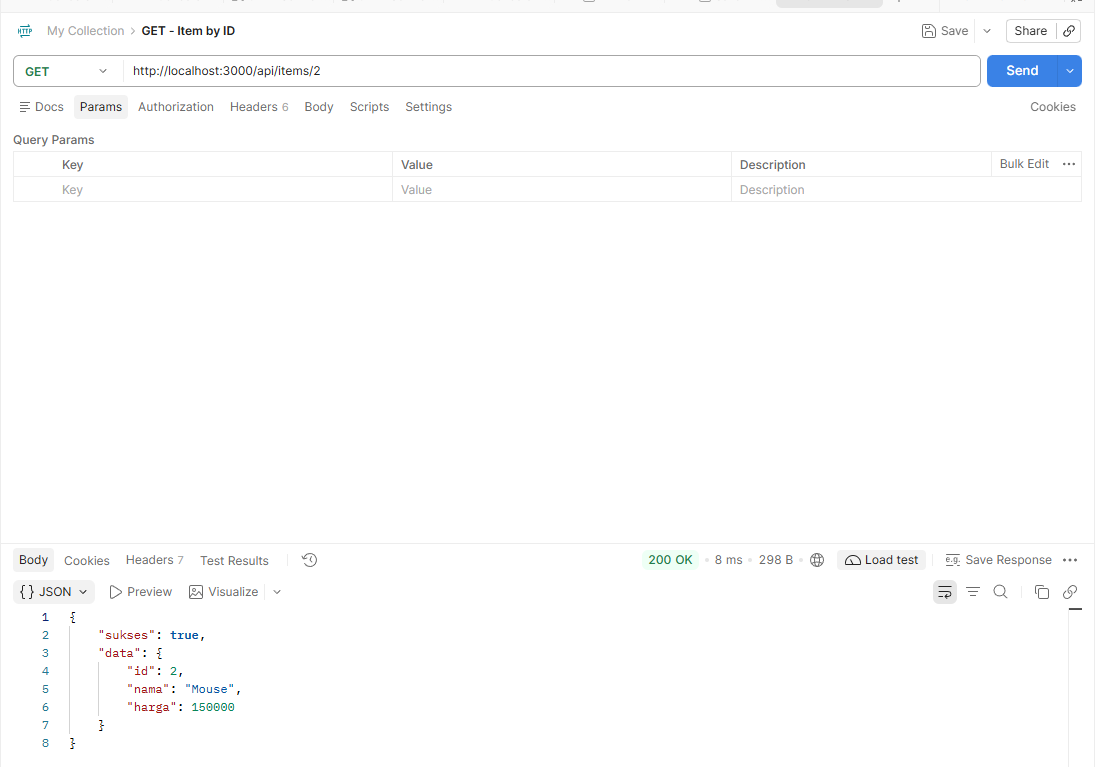 HTTP My Collection > GET - Item by ID Save Share
GET http://localhost:3000/api/items/2 Send
Docs Params Authorization Headers 6 Body Scripts Settings Cookies
Query Params
Key Value Description Bulk Edit
Key Value Description
Body Cookies Headers 7 Test Results 200 OK • 8 ms • 298 B • Load test e.g. Save Response
{ } JSON Preview Visualize
1 {
2 "sukses": true,
3 "data": {
4 "id": 2,
5 "nama": "Mouse",
6 "harga": 150000
7 }
8 }